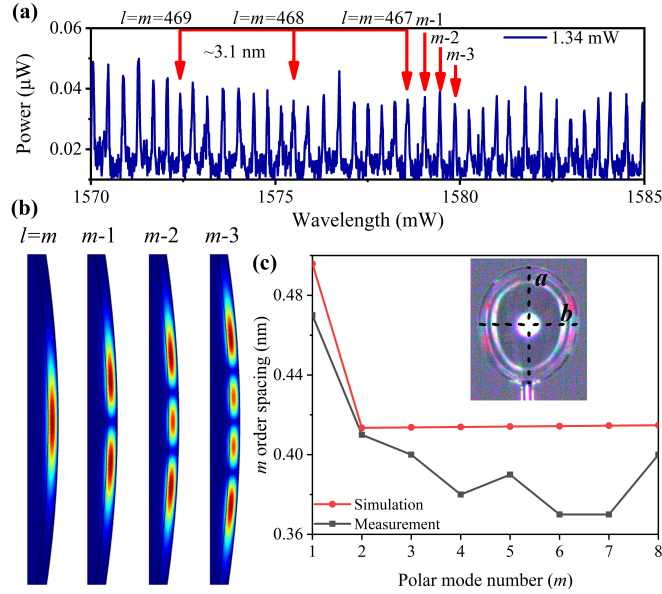 (a)
l=m=469
l=m=468
l=m=467
m-1
m-2
m-3
~3.1 nm
1.34 mW
Power (μW)
0.06
0.04
0.02
1570
1575
1580
1585
Wavelength (mW)
(b)
l=m
m-1
m-2
m-3
(c)
m order spacing (nm)
0.48
0.44
0.40
0.36
a
b
Simulation
Measurement
1
2
3
4
5
6
7
8
Polar mode number (m)